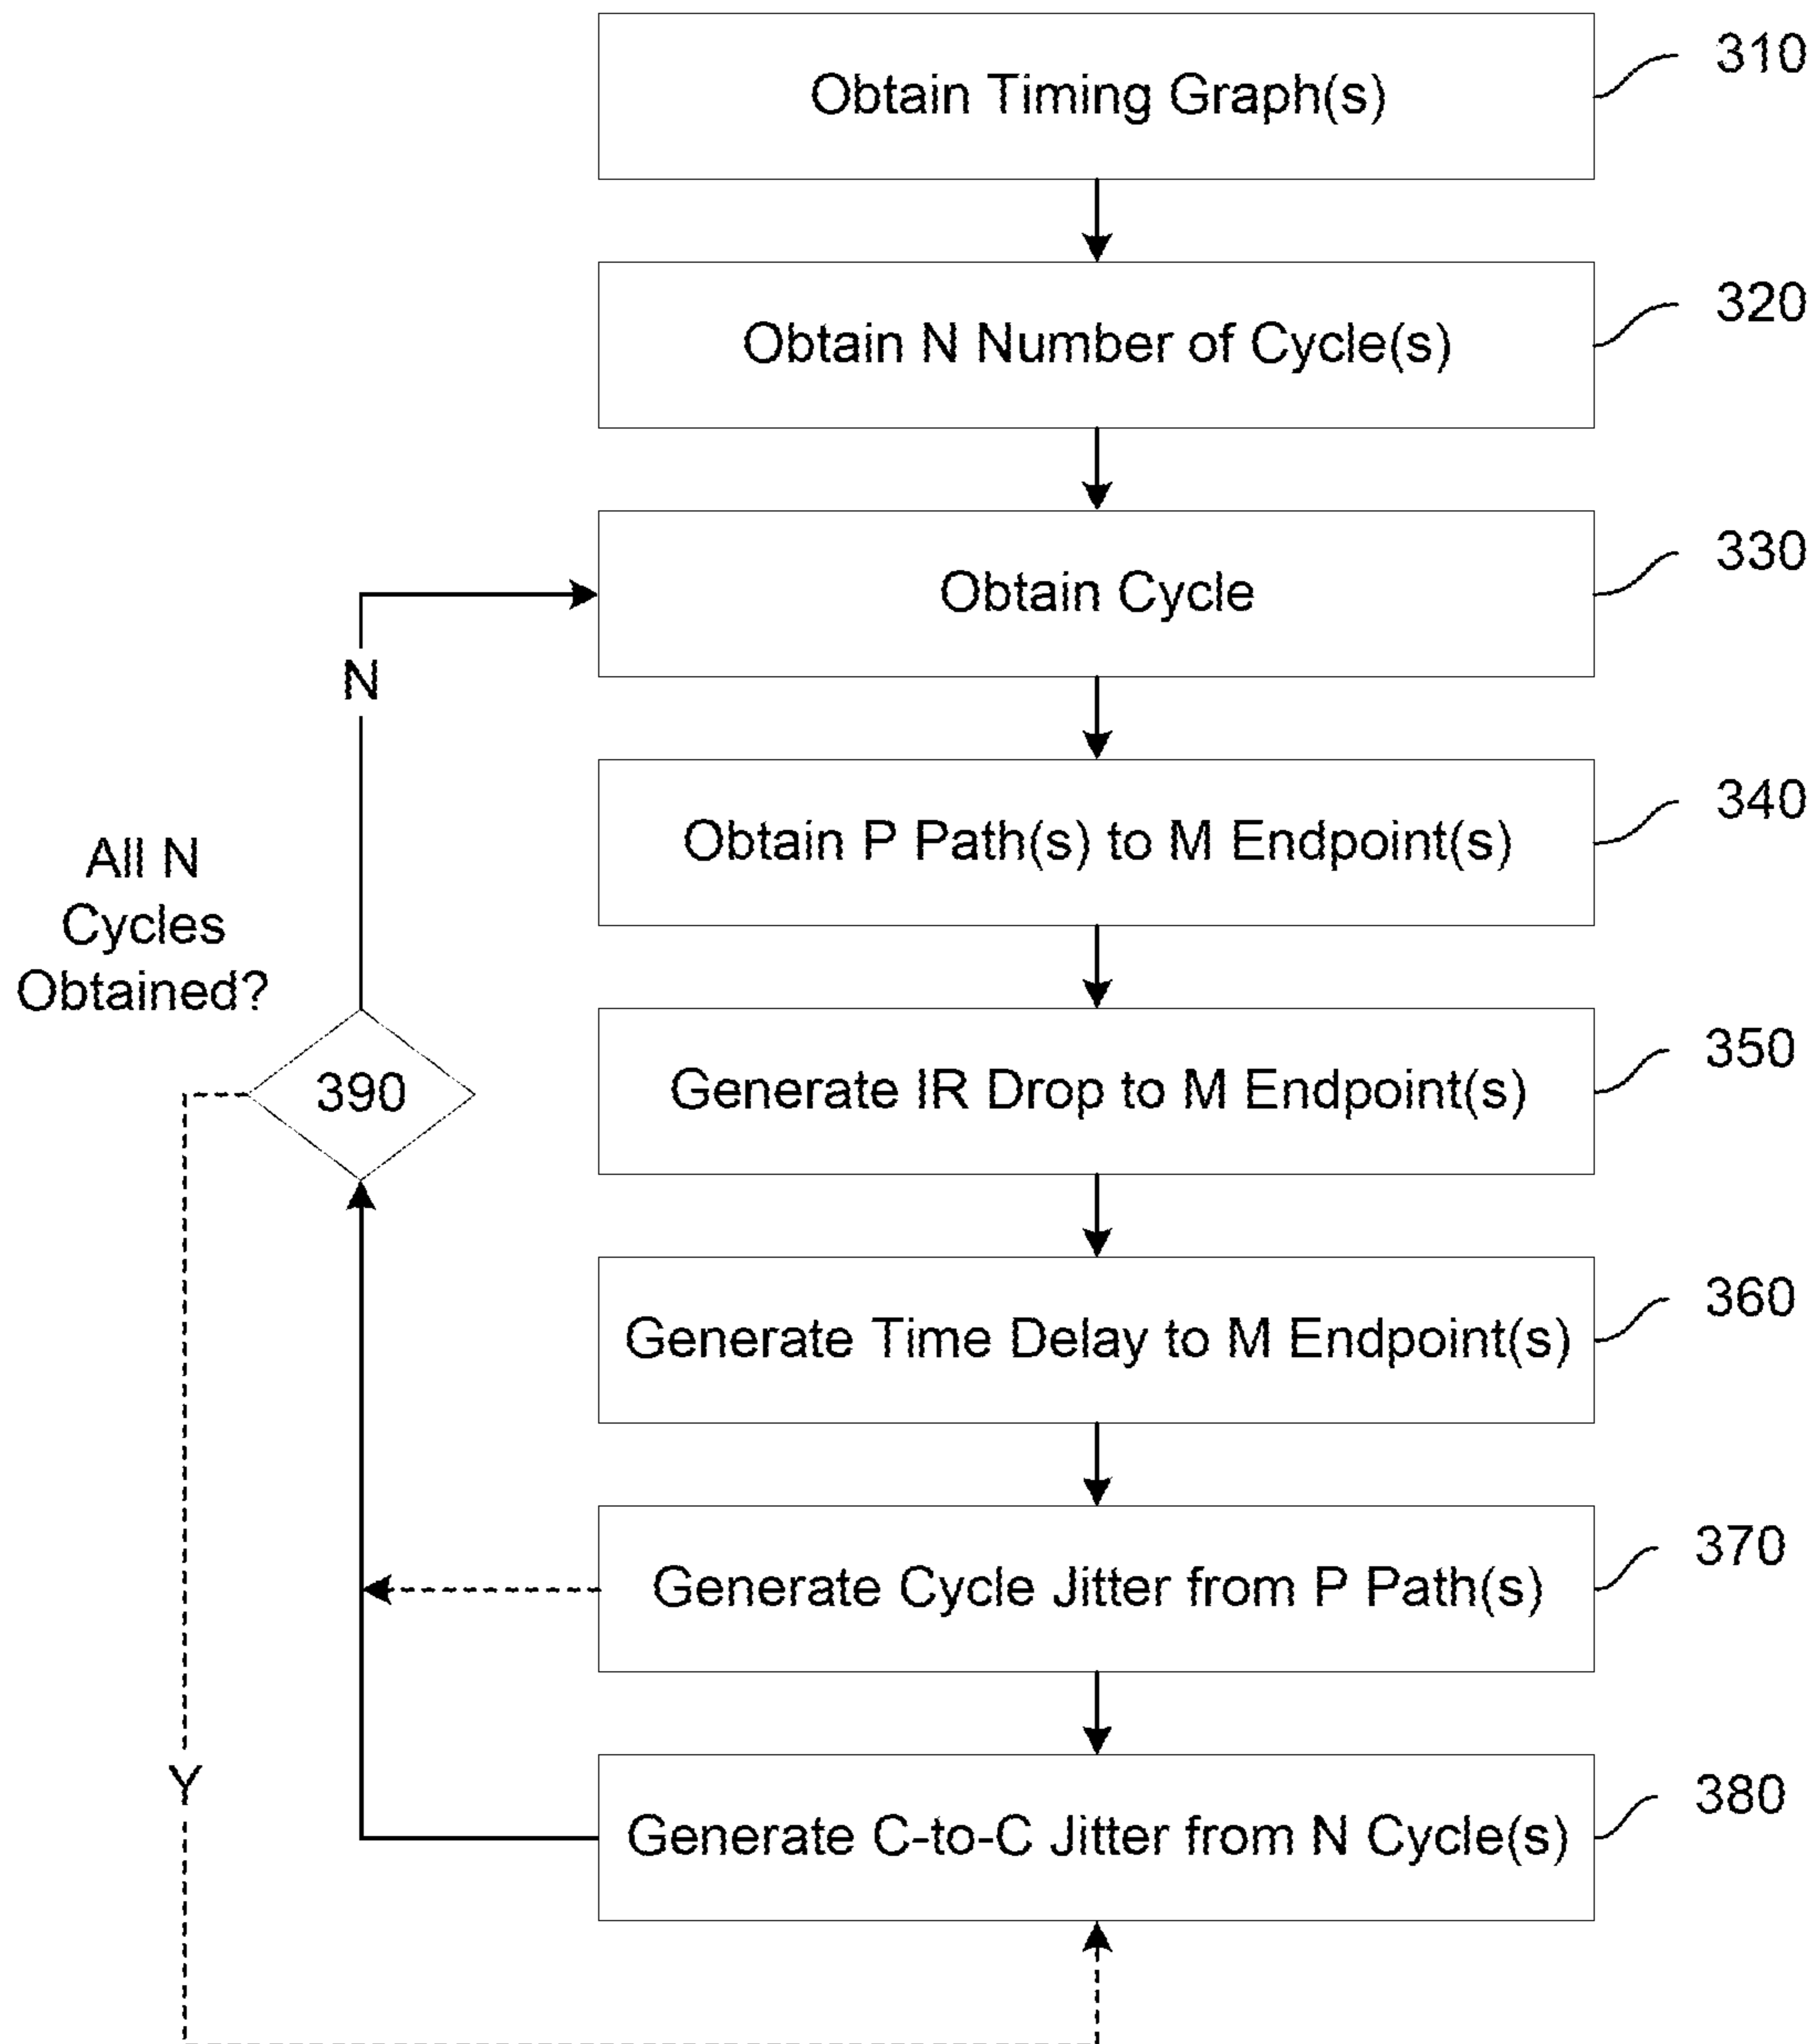 Obtain Timing Graph(s)
310
Obtain N Number of Cycle(s)
320
Obtain Cycle
330
N
Obtain P Path(s) to M Endpoint(s)
340
All N
Cycles
Obtained?
390
Generate IR Drop to M Endpoint(s)
350
Generate Time Delay to M Endpoint(s)
360
Generate Cycle Jitter from P Path(s)
370
Y
Generate C-to-C Jitter from N Cycle(s)
380